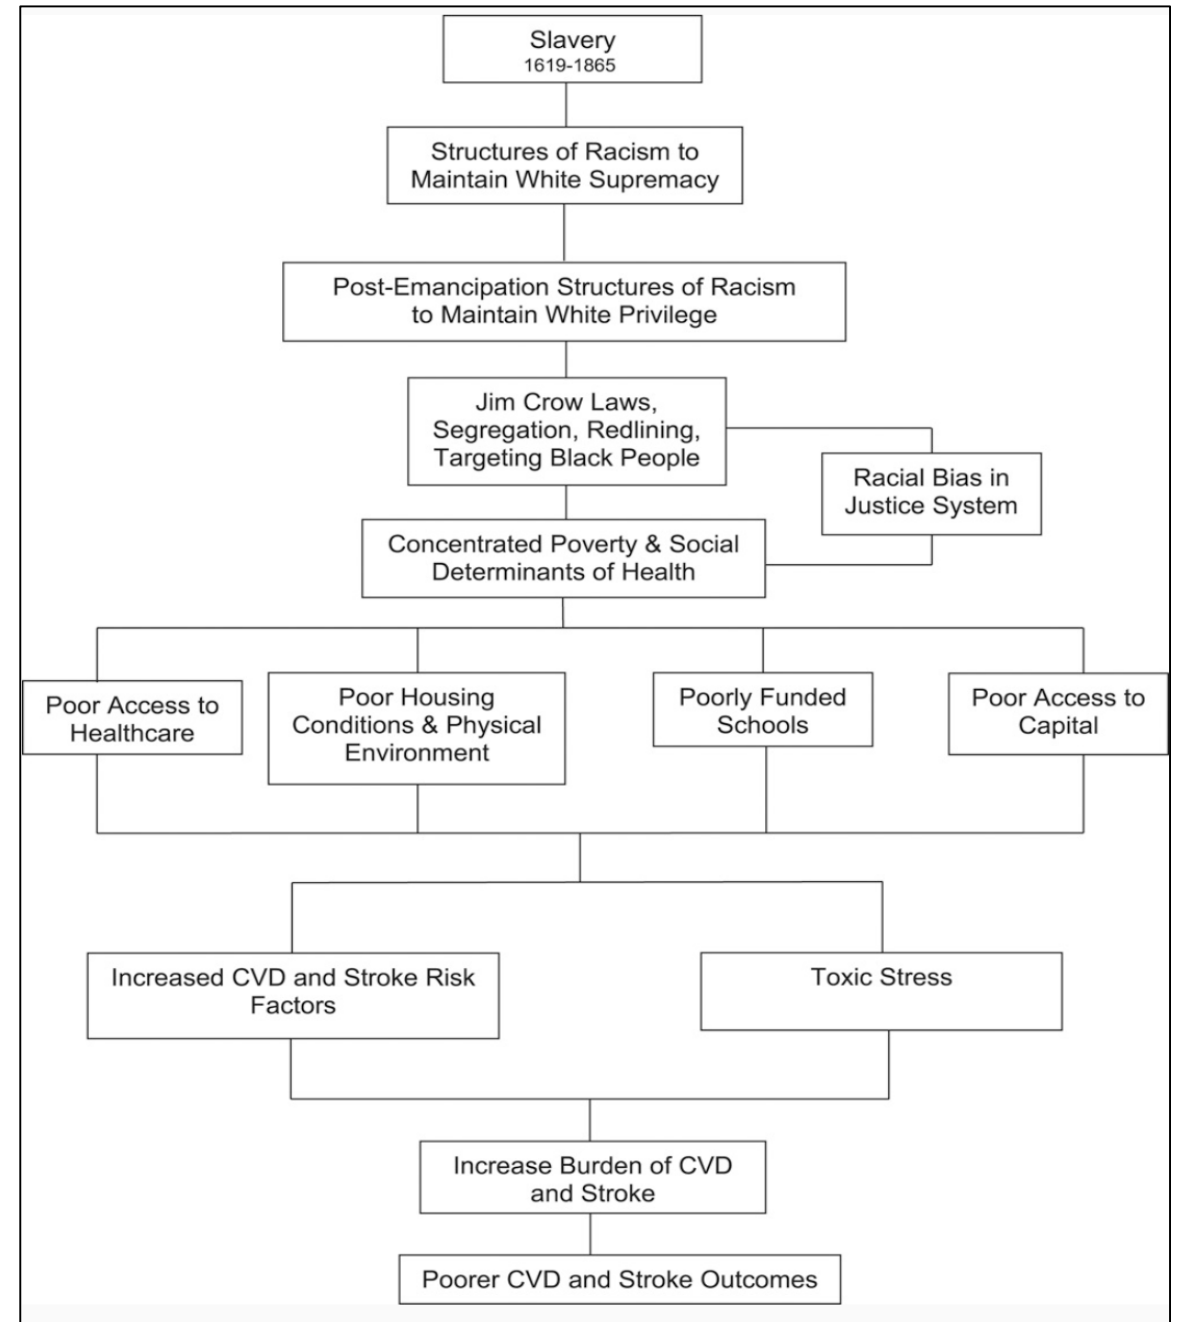 Slavery
1619-1865
Structures of Racism to
Maintain White Supremacy
Post-Emancipation Structures of Racism
to Maintain White Privilege
Jim Crow Laws,
Segregation, Redlining,
Targeting Black People
Racial Bias in
Justice System
Concentrated Poverty & Social
Determinants of Health
Poor Access to
Healthcare
Poor Housing
Conditions & Physical
Environment
Poorly Funded
Schools
Poor Access to
Capital
Increased CVD and Stroke Risk
Factors
Toxic Stress
Increase Burden of CVD
and Stroke
Poorer CVD and Stroke Outcomes